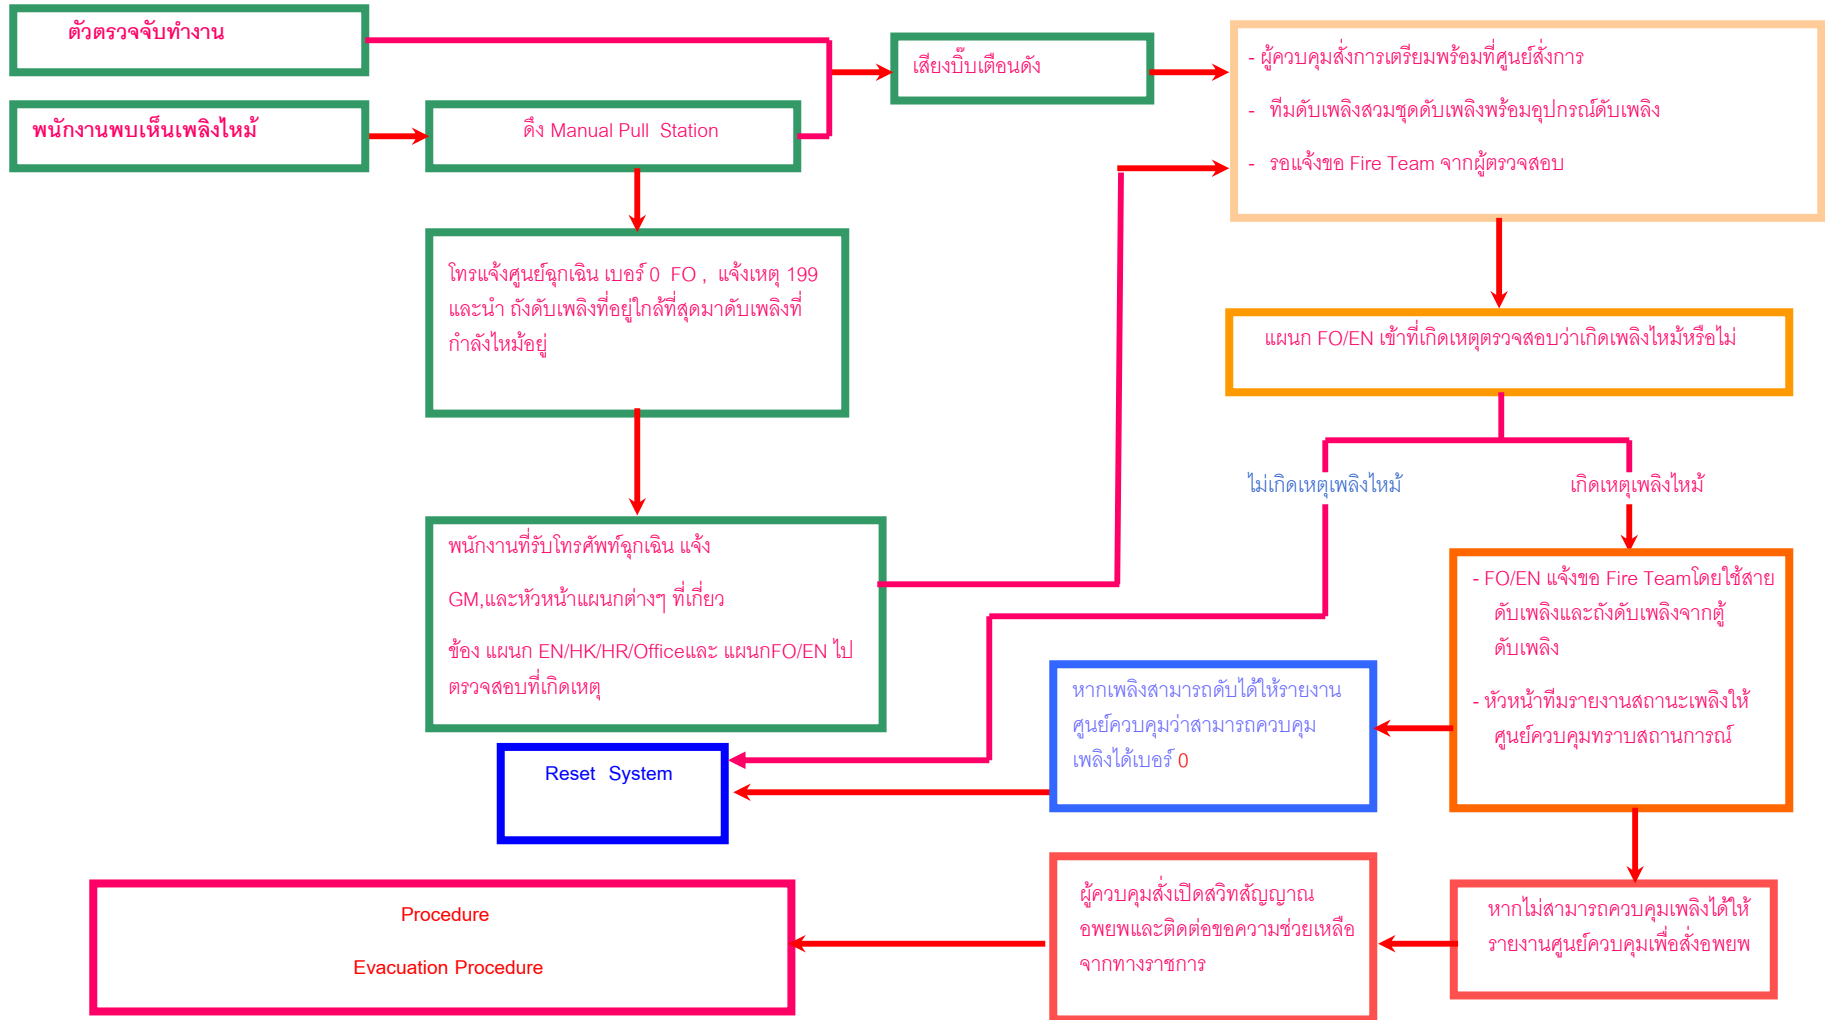 ตัวตรวจจับทำงาน
พนักงานพบเห็นเพลิงไหม้
ดึง Manual Pull Station
เสียงบิ๊บเตือนดัง
- ผู้ควบคุมสั่งการเตรียมพร้อมที่ศูนย์สั่งการ
- ทีมดับเพลิงสวมชุดดับเพลิงพร้อมอุปกรณ์ดับเพลิง
- รอแจ้งขอ Fire Team จากผู้ตรวจสอบ
โทรแจ้งศูนย์ฉุกเฉิน เบอร์ 0 FO , แจ้งเหตุ 199
และนำ ถังดับเพลิงที่อยู่ใกล้ที่สุดมาดับเพลิงที่
กำลังไหม้อยู่
แผนก FO/EN เข้าที่เกิดเหตุตรวจสอบว่าเกิดเพลิงไหม้หรือไม่
ไม่เกิดเหตุเพลิงไหม้
เกิดเหตุเพลิงไหม้
พนักงานที่รับโทรศัพท์ฉุกเฉิน แจ้ง
GM,และหัวหน้าแผนกต่างๆ ที่เกี่ยว
ข้อง แผนก EN/HK/HR/Officeและ แผนกFO/EN ไป
ตรวจสอบที่เกิดเหตุ
- FO/EN แจ้งขอ Fire Teamโดยใช้สาย
ดับเพลิงและถังดับเพลิงจากตู้
ดับเพลิง
- หัวหน้าทีมรายงานสถานะเพลิงให้
ศูนย์ควบคุมทราบสถานการณ์
หากเพลิงสามารถดับได้ให้รายงาน
ศูนย์ควบคุมว่าสามารถควบคุม
เพลิงได้เบอร์ 0
Reset System
หากไม่สามารถควบคุมเพลิงได้ให้
รายงานศูนย์ควบคุมเพื่อสั่งอพยพ
ผู้ควบคุมสั่งเปิดสวิทสัญญาณ
อพยพและติดต่อขอความช่วยเหลือ
จากทางราชการ
Procedure
Evacuation Procedure